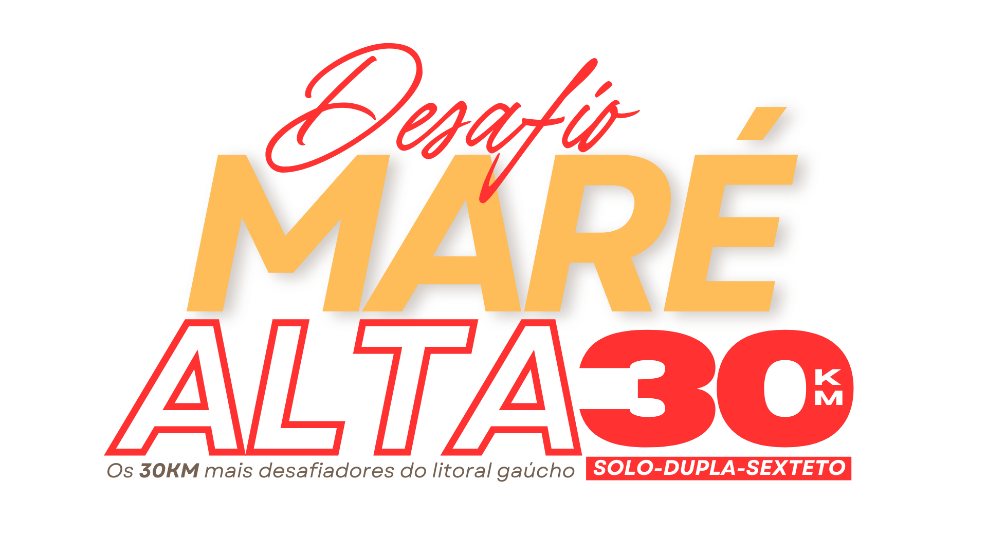 Desafio
MARÉ
ALTA 30 KM
Os 30KM mais desafiadores do litoral gaúcho
SOLO-DUPLA-SEXTETO